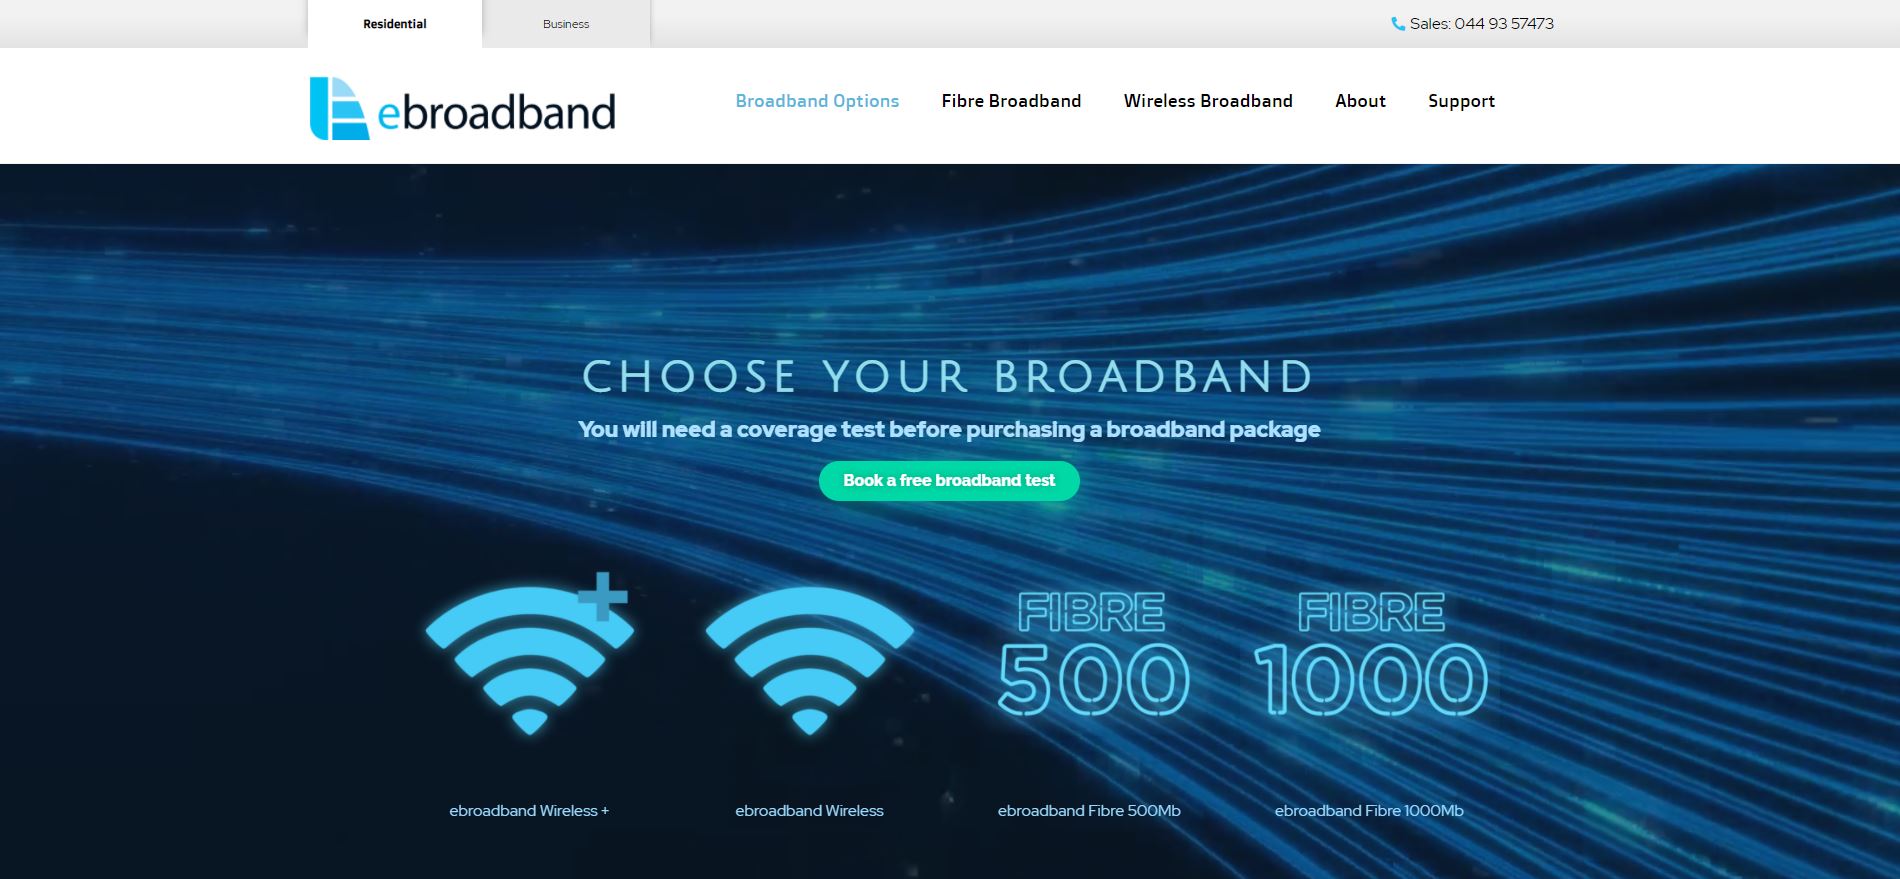 Residential
Business
Sales: 044 93 57473
ebroadband
Broadband Options
Fibre Broadband
Wireless Broadband
About
Support
CHOOSE YOUR BROADBAND
You will need a coverage test before purchasing a broadband package
Book a free broadband test
FIBRE
500
FIBRE
1000
ebroadband Wireless +
ebroadband Wireless
ebroadband Fibre 500Mb
ebroadband Fibre 1000Mb